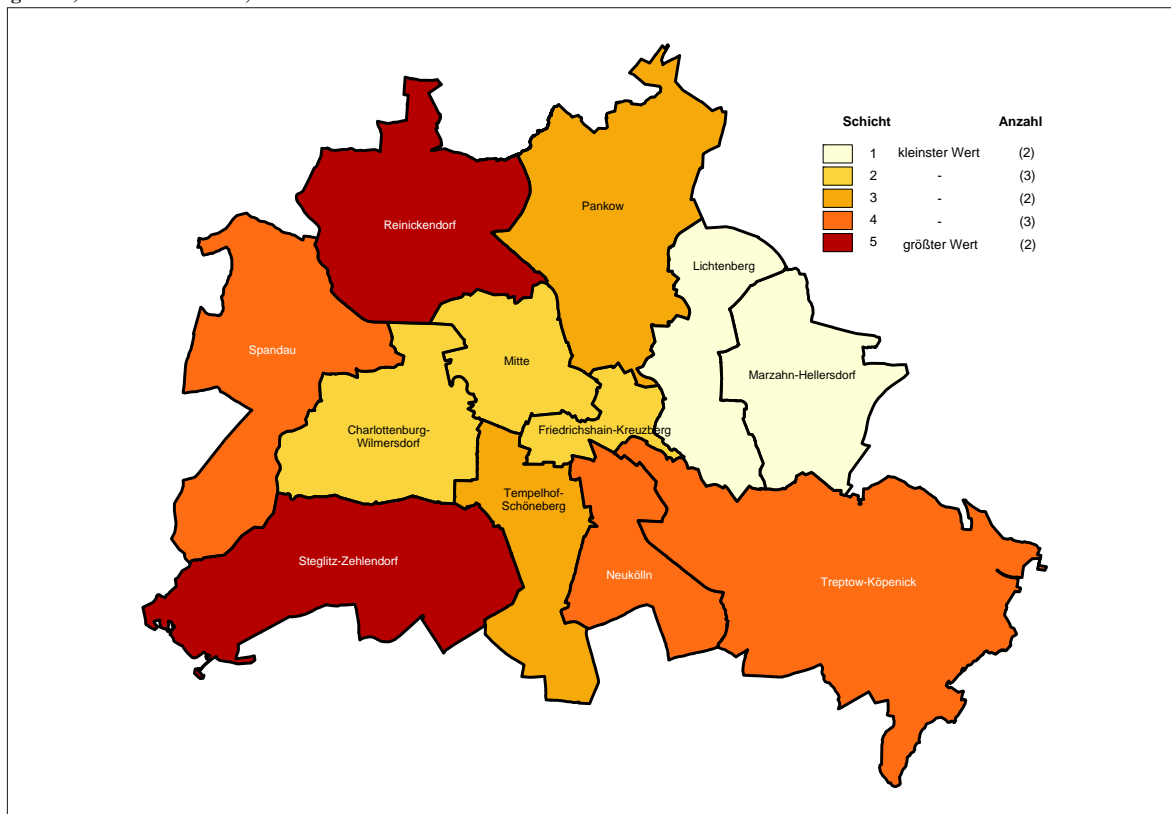 Schicht Anzahl
1 kleinster Wert (2)
2 - (3)
3 - (2)
4 - (3)
5 größter Wert (2)
Pankow
Reinickendorf
Lichtenberg
Spandau
Mitte
Marzahn-Hellersdorf
Charlottenburg-
Wilmersdorf
Friedrichshain-Kreuzberg
Tempelhof-
Schöneberg
Steglitz-Zehlendorf
Neukölln
Treptow-Köpenick